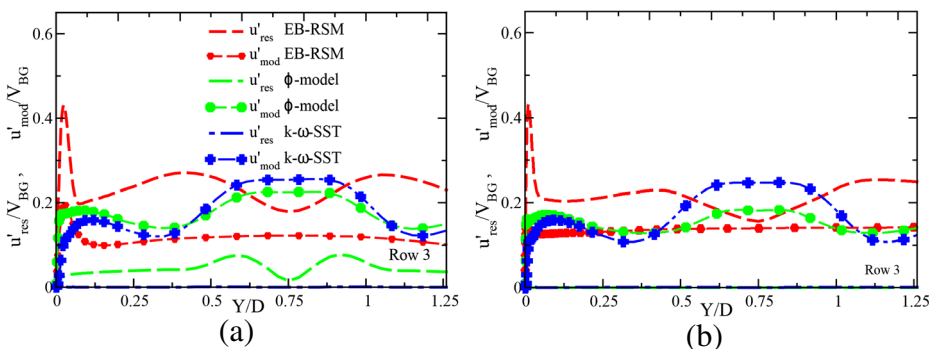 (a)
u'res/VBG , u'mod/VBG
0.6
0.4
0.2
0
u'res EB-RSM
u'mod EB-RSM
u'res ϕ-model
u'mod ϕ-model
u'res k-ω-SST
u'mod k-ω-SST
Row 3
0 0.25 0.5 0.75 1 1.25
Y/D
(a)
(b)
u'res/VBG , u'mod/VBG
0.6
0.4
0.2
0
Row 3
0 0.25 0.5 0.75 1 1.25
Y/D
(b)